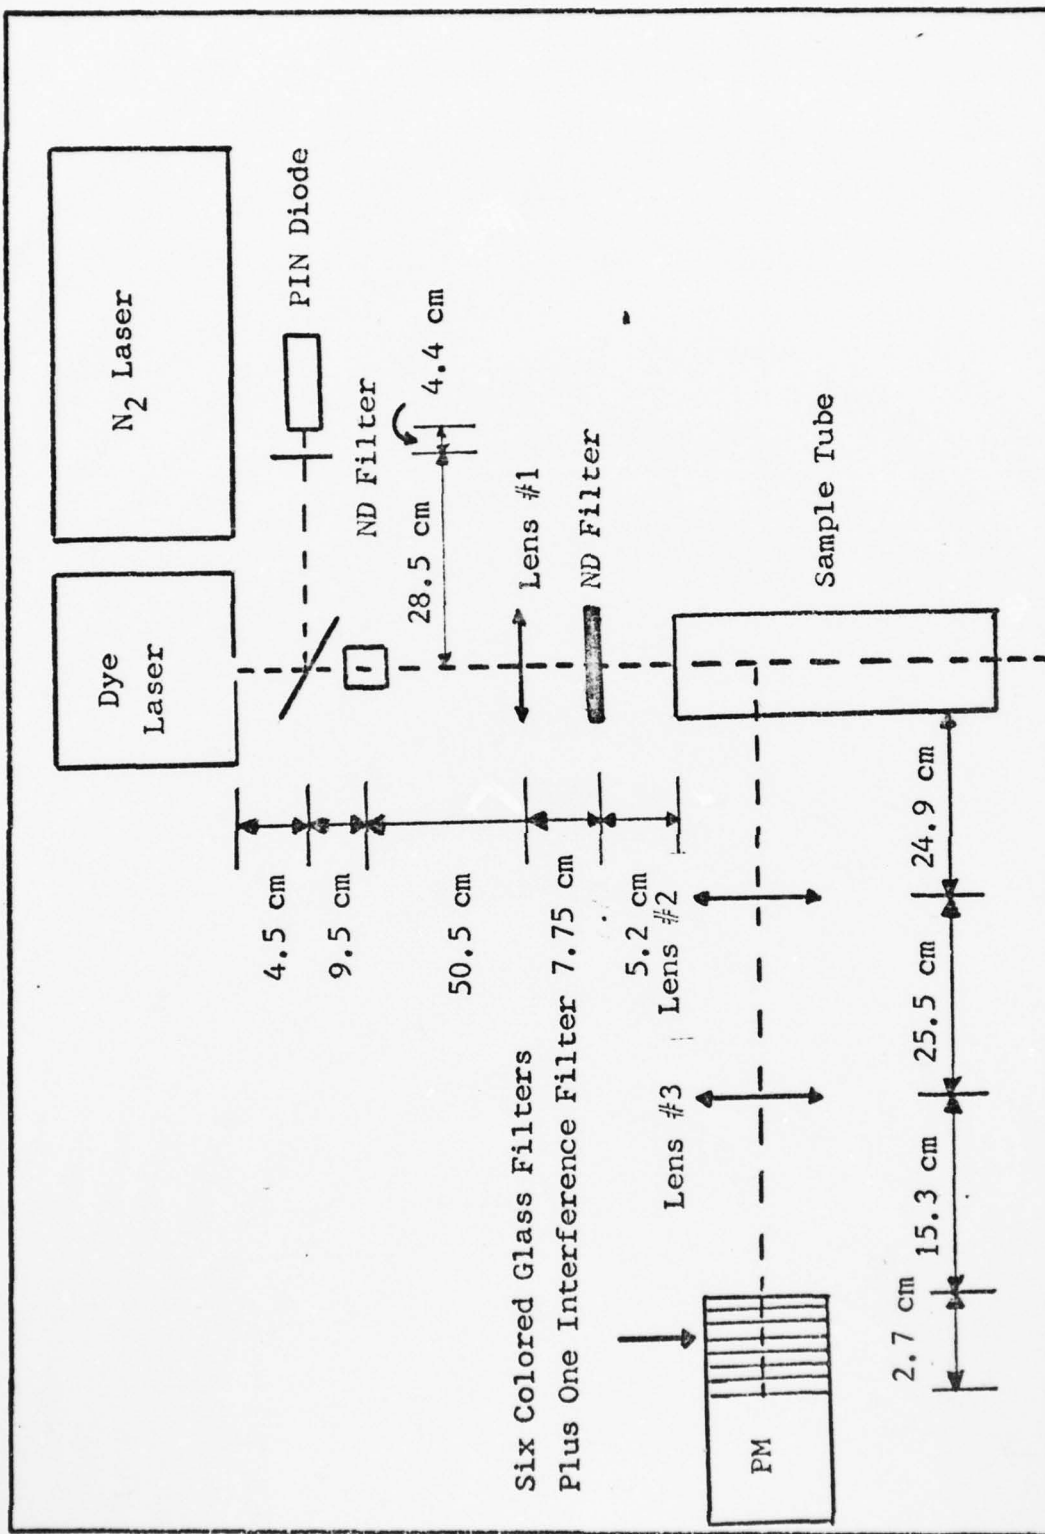 N2 Laser
Dye
Laser
PIN Diode
ND Filter
4.4 cm
28.5 cm
Lens #1
ND Filter
Sample Tube
4.5 cm
9.5 cm
50.5 cm
7.75 cm
5.2 cm
Six Colored Glass Filters
Plus One Interference Filter
Lens #3
Lens #2
PM
2.7 cm
15.3 cm
25.5 cm
24.9 cm